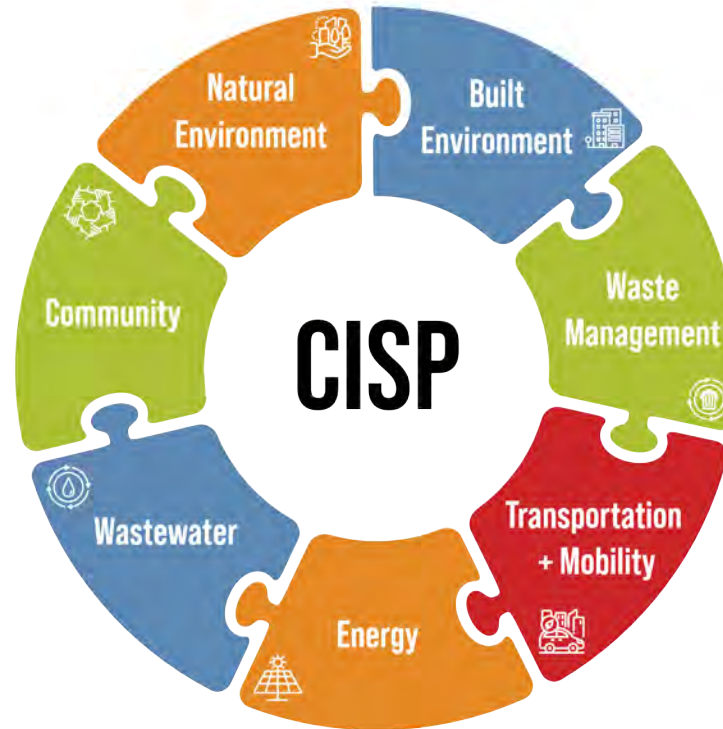 Natural
Environment
Built
Environment
Waste
Management
Community
CISP
Transportation
+ Mobility
Wastewater
Energy